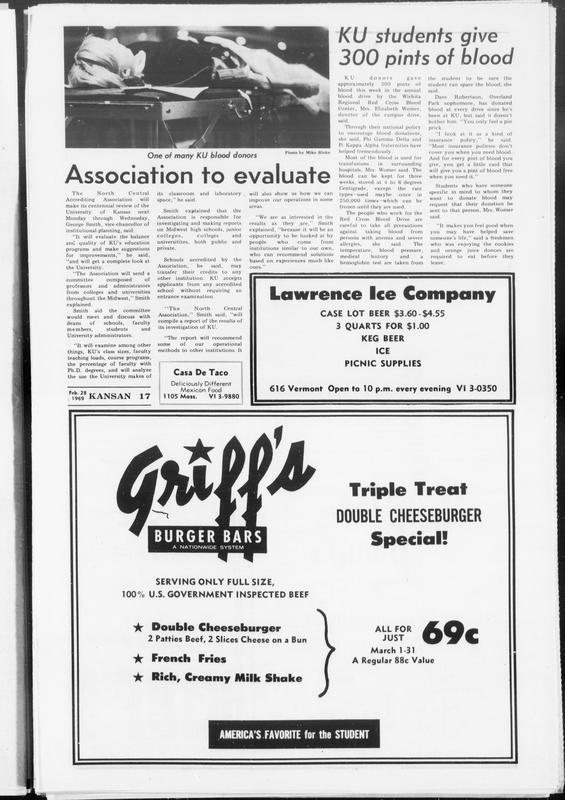 One of many KU blood donors
Photo by Mike Rieke
Association to evaluate
The North Central
Accrediting Association will
make its centennial review of the
University of Kansas next
Monday through Wednesday,
George Smith, vice-chancellor of
institutional planning, said.
"It will evaluate the balance
and quality of KU's education
programs and make suggestions
for improvements," he said,
"and will get a complete look at
the University.
"The Association will send a
committee composed of
professors and administrators
from colleges and universities
throughout the Midwest," Smith
explained.
Smith aid the committee
would meet and discuss with
deans of schools, faculty
members, students and
University administrators.
"It will examine among other
things, KU's class sizes, faculty
teaching loads, course programs,
the percentage of faculty with
Ph.D. degrees, and will analyze
the use the University makes of
its classroom and laboratory
space," he said.
Smith explained that the
Association is responsible for
investigating and making reports
on Midwest high schools, junior
colleges, colleges and
universities, both public and
private.
Schools accredited by the
Association, he said, may
transfer their credits to any
other institution. KU accepts
applicants from any accredited
school without requiring an
entrance examination.
"The North Central
Association," Smith said, "will
compile a report of the results of
its investigation of KU.
"The report will recommend
some of our operational
methods to other institutions. It
will also show us how we can
improve our operations in some
areas.
"We are as interested in the
results as they are," Smith
explained, "because it will be an
opportunity to be looked at by
people who come from
institutions similar to our own,
who can recommend solutions
based on experiences much like
ours."
KU students give
300 pints of blood
KU donors gave
approximately 300 pints of
blood this week in the annual
blood drive by the Wichita
Regional Red Cross Blood
Center, Mrs. Elizabeth Womer,
director of the campus drive,
said.
Through their national policy
to encourage blood donations,
she said, Phi Gamma Delta and
Pi Kappa Alpha fraternities have
helped tremendously.
Most of the blood is used for
transfusions in surrounding
hospitals, Mrs. Womer said. The
blood can be kept for three
weeks, stored at 4 to 6 degrees
Centigrade, except the rare
types—used maybe once in
250,000 times—which can be
frozen until they are used.
The people who work for the
Red Cross Blood Drive are
careful to take all precautions
against taking blood from
persons with anemia and severe
allergies, she said. The
temperature, blood pressure,
medical history and a
hemoglobin test are taken from
the student to be sure the
student can spare the blood, she
said.
Dave Robertson, Overland
Park sophomore, has donated
blood at every drive since he's
been at KU, but said it doesn't
bother him. "You only feel a pin
prick.
"I look at it as a kind of
insurance policy," he said.
"Most insurance policies don't
cover you when you need blood.
And for every pint of blood you
give, you get a little card that
will give you a pint of blood free
when you need it."
Students who have someone
specific in mind to whom they
want to donate blood may
request that their donation be
sent to that person, Mrs. Womer
said.
"It makes you feel good when
you may have helped save
someone's life," said a freshman
who was enjoying the cookies
and orange juice donors are
required to eat before they
leave.
Feb. 28
1969
KANSAN 17
Casa De Taco
Deliciously Different
Mexican Food
1105 Mass. VI 3-9880
Lawrence Ice Company
CASE LOT BEER $3.60-$4.55
3 QUARTS FOR $1.00
KEG BEER
ICE
PICNIC SUPPLIES
616 Vermont Open to 10 p.m. every evening VI 3-0350
Griff's
BURGER BARS
A NATIONWIDE SYSTEM
Triple Treat
DOUBLE CHEESEBURGER
Special!
SERVING ONLY FULL SIZE,
100% U.S. GOVERNMENT INSPECTED BEEF
★ Double Cheeseburger
2 Patties Beef, 2 Slices Cheese on a Bun
★ French Fries
★ Rich, Creamy Milk Shake
ALL FOR
JUST 69c
March 1-31
A Regular 88c Value
AMERICA'S FAVORITE for the STUDENT